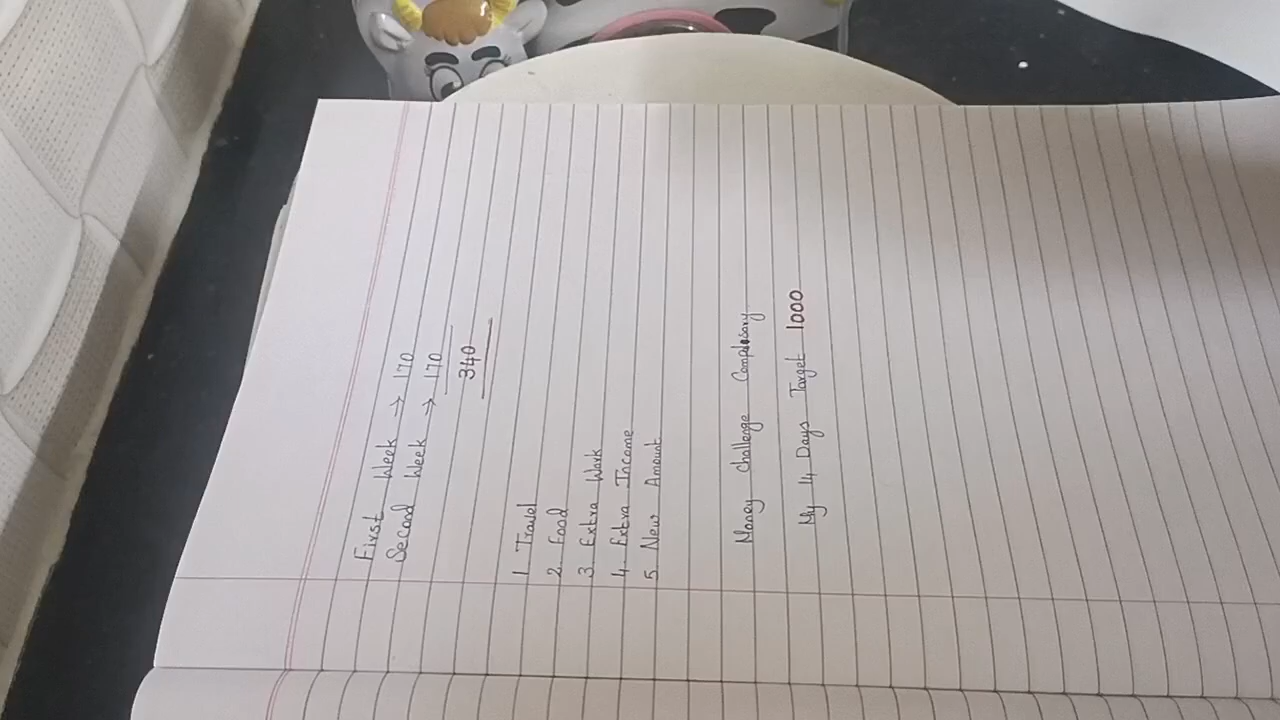 First Week → 170
Second Week → 170
340
1 Travel
2 Food
3 Extra Work
4 Extra Income
5 New Amount
Money Challenge Complsory
My 4 Days Target 1000